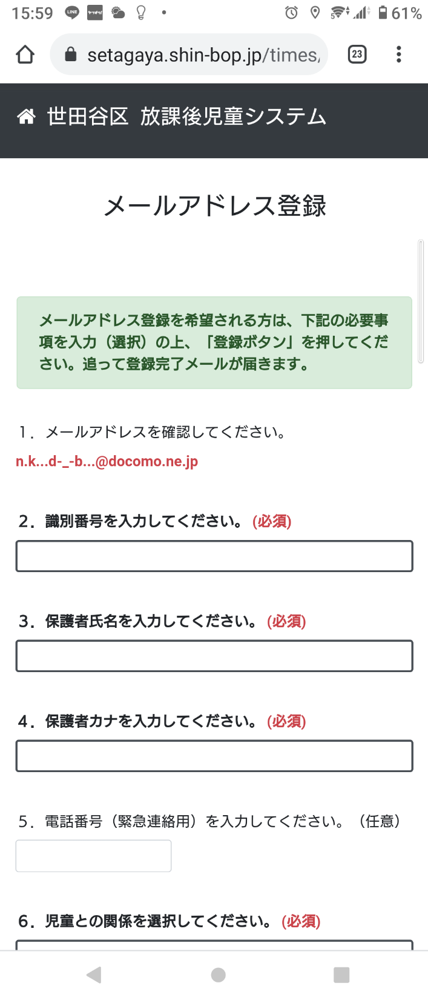 15:59 LINE ヤフオク! 5 61%
setagaya.shin-bop.jp/times/ 23
世田谷区 放課後児童システム
メールアドレス登録
メールアドレス登録を希望される方は、下記の必要事
項を入力（選択）の上、「登録ボタン」を押してくだ
さい。追って登録完了メールが届きます。
1．メールアドレスを確認してください。
n.k...d-_-b...@docomo.ne.jp
2．識別番号を入力してください。 (必須)
3．保護者氏名を入力してください。 (必須)
4．保護者カナを入力してください。 (必須)
5．電話番号（緊急連絡用）を入力してください。（任意）
6．児童との関係を選択してください。 (必須)